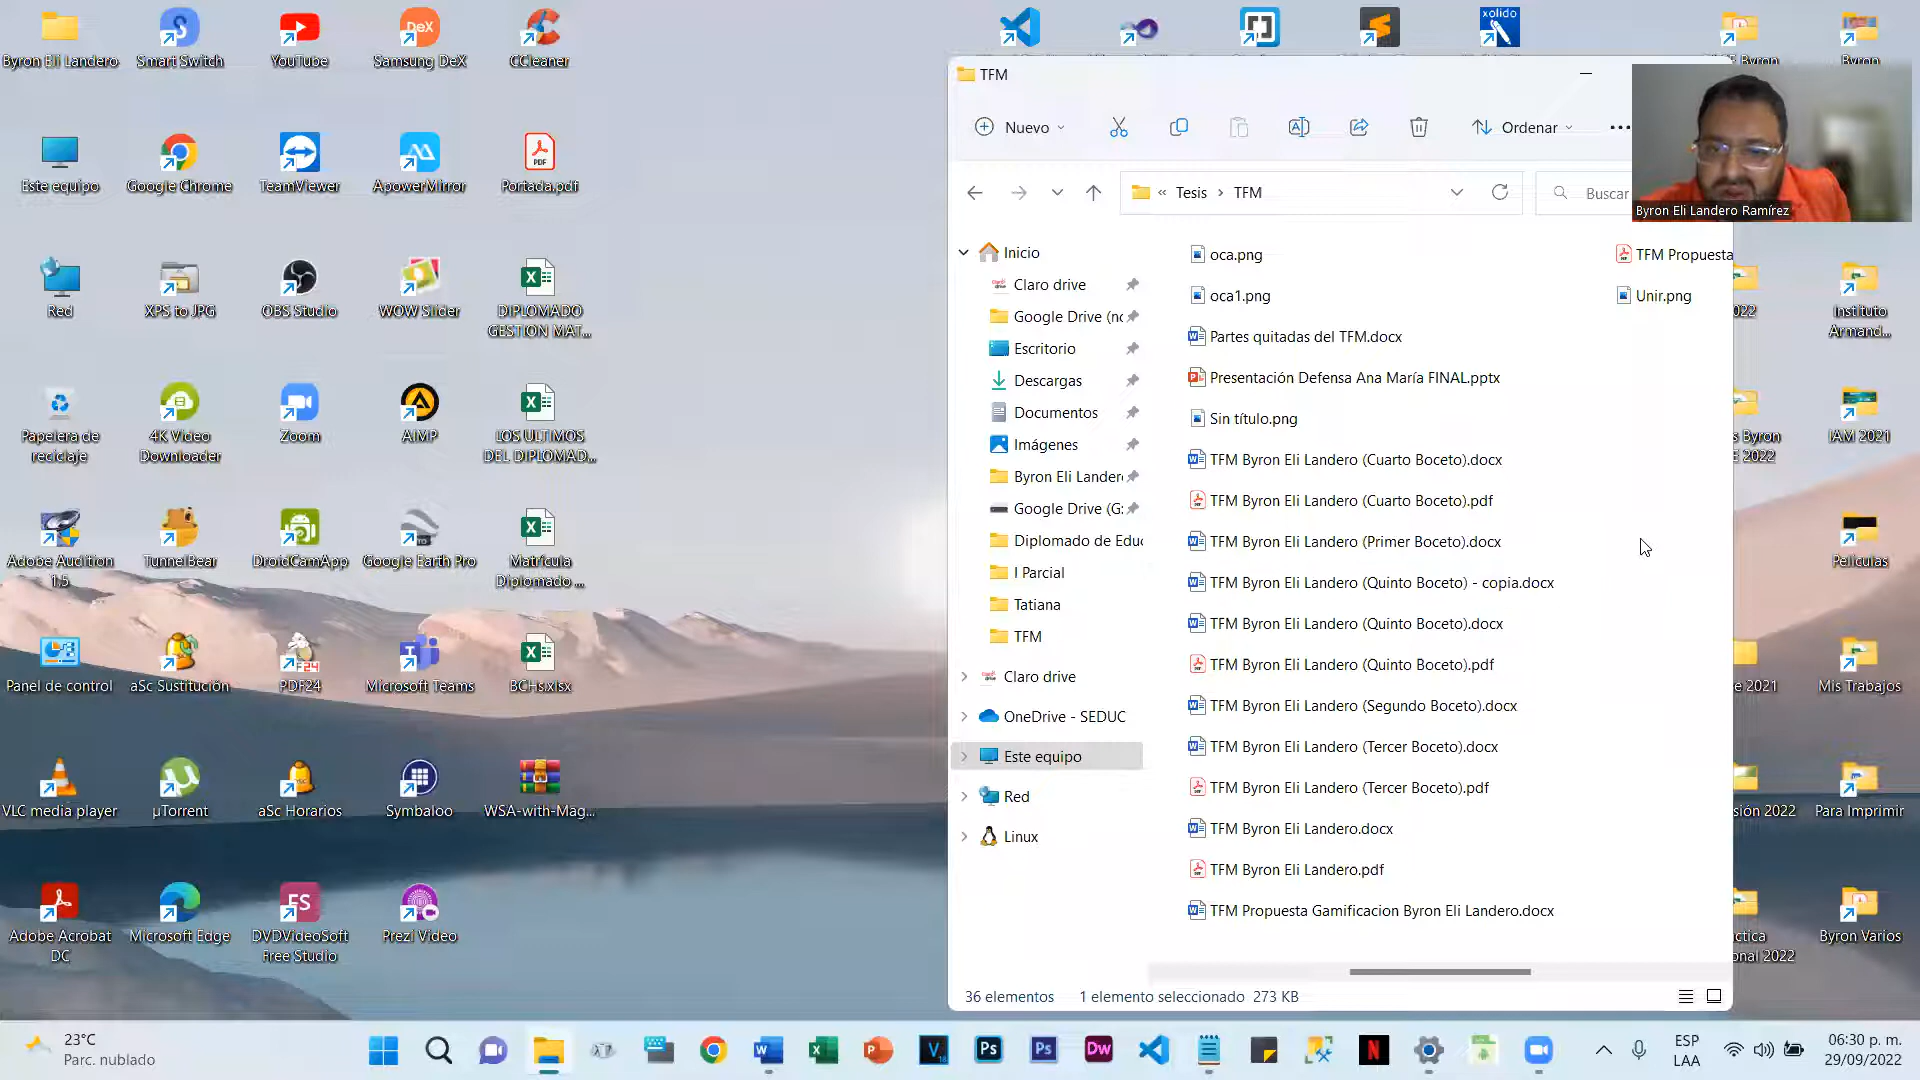 Byron Eli Landero
Smart Switch
YouTube
Samsung DeX
CCleaner
Este equipo
Google Chrome
TeamViewer
ApowerMirror
Portada.pdf
Red
XPS to JPG
OBS Studio
WOW Slider
DIPLOMADO
GESTION MAT...
Papelera de
reciclaje
4K Video
Downloader
Zoom
AIMP
LOS ULTIMOS
DEL DIPLOMAD...
Adobe Audition
1.5
TunnelBear
DroidCamApp
Google Earth Pro
Matrícula
Diplomado ...
Panel de control
aSc Sustitución
PDF24
Microsoft Teams
BCHs.xlsx
VLC media player
µTorrent
aSc Horarios
Symbaloo
WSA-with-Mag...
Adobe Acrobat
DC
Microsoft Edge
DVDVideoSoft
Free Studio
Prezi Video
xolido
TFM
Nuevo
Ordenar
Tesis
TFM
Buscar
Byron Eli Landero Ramírez
Inicio
Claro drive
Google Drive (nc
Escritorio
Descargas
Documentos
Imágenes
Byron Eli Lander
Google Drive (G:
Diplomado de Educ
I Parcial
Tatiana
TFM
Claro drive
OneDrive - SEDUC
Este equipo
Red
Linux
oca.png
oca1.png
Partes quitadas del TFM.docx
Presentación Defensa Ana María FINAL.pptx
Sin título.png
TFM Byron Eli Landero (Cuarto Boceto).docx
TFM Byron Eli Landero (Cuarto Boceto).pdf
TFM Byron Eli Landero (Primer Boceto).docx
TFM Byron Eli Landero (Quinto Boceto) - copia.docx
TFM Byron Eli Landero (Quinto Boceto).docx
TFM Byron Eli Landero (Quinto Boceto).pdf
TFM Byron Eli Landero (Segundo Boceto).docx
TFM Byron Eli Landero (Tercer Boceto).docx
TFM Byron Eli Landero (Tercer Boceto).pdf
TFM Byron Eli Landero.docx
TFM Byron Eli Landero.pdf
TFM Propuesta Gamificacion Byron Eli Landero.docx
TFM Propuesta
Unir.png
36 elementos
1 elemento seleccionado 273 KB
Byron
Byron
022
Instituto
Armand...
s Byron
2022
IAM 2021
Películas
e 2021
Mis Trabajos
sión 2022
Para Imprimir
ctica
onal 2022
Byron Varios
23°C
Parc. nublado
ESP
LAA
06:30 p. m.
29/09/2022